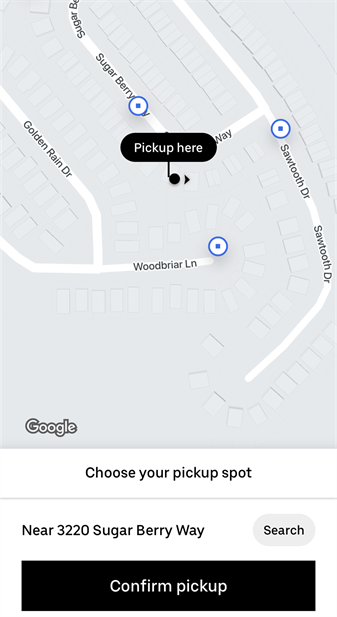 Sugar Be
Sugar Berry
Way
Golden Rain Dr
Pickup here
Sawtooth Dr
Sawtooth Dr
Woodbriar Ln
Google
Choose your pickup spot
Near 3220 Sugar Berry Way
Search
Confirm pickup